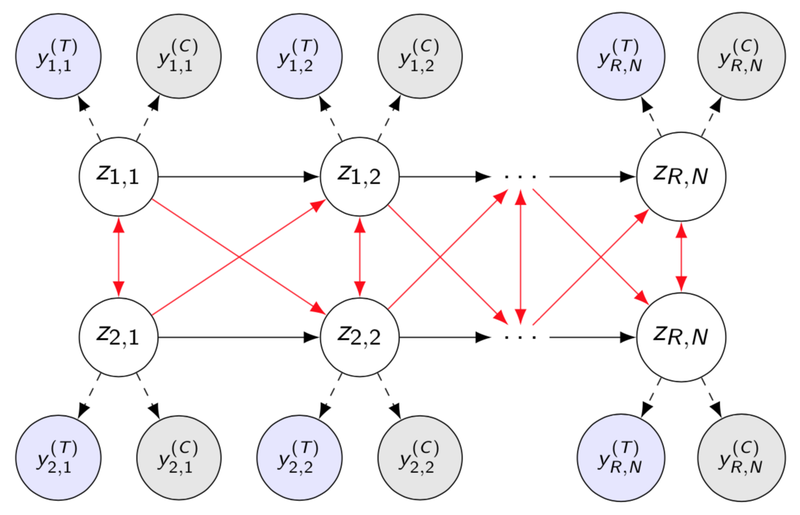 y_{1,1}^{(T)} y_{1,1}^{(C)} y_{1,2}^{(T)} y_{1,2}^{(C)} y_{R,N}^{(T)} y_{R,N}^{(C)}
z_{1,1} z_{1,2} ... z_{R,N}
z_{2,1} z_{2,2} ... z_{R,N}
y_{2,1}^{(T)} y_{2,1}^{(C)} y_{2,2}^{(T)} y_{2,2}^{(C)} y_{R,N}^{(T)} y_{R,N}^{(C)}